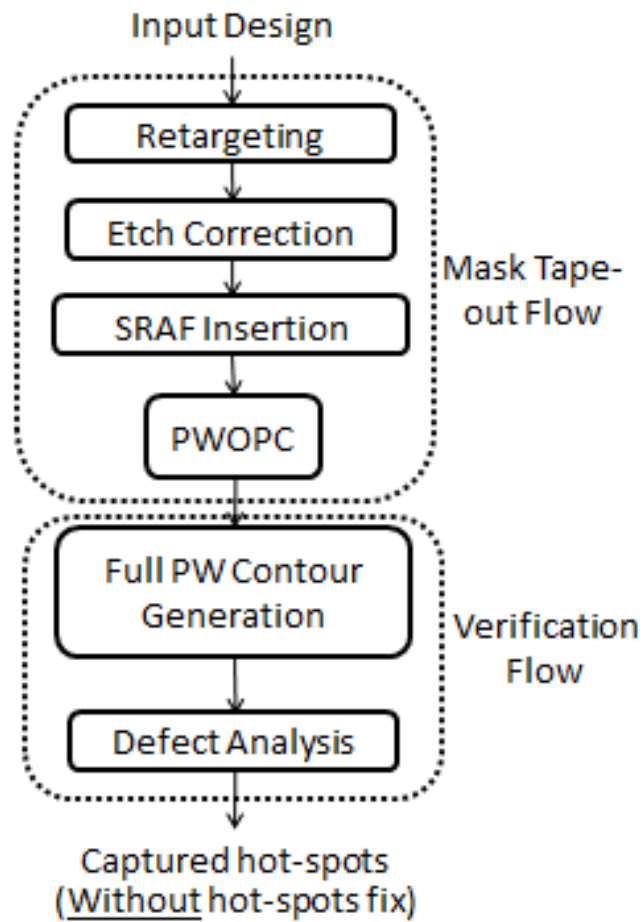 Input Design
Retargeting
Etch Correction
SRAF Insertion
PWOPC
Mask Tape-
out Flow
Full PW Contour
Generation
Defect Analysis
Verification
Flow
Captured hot-spots
(Without hot-spots fix)